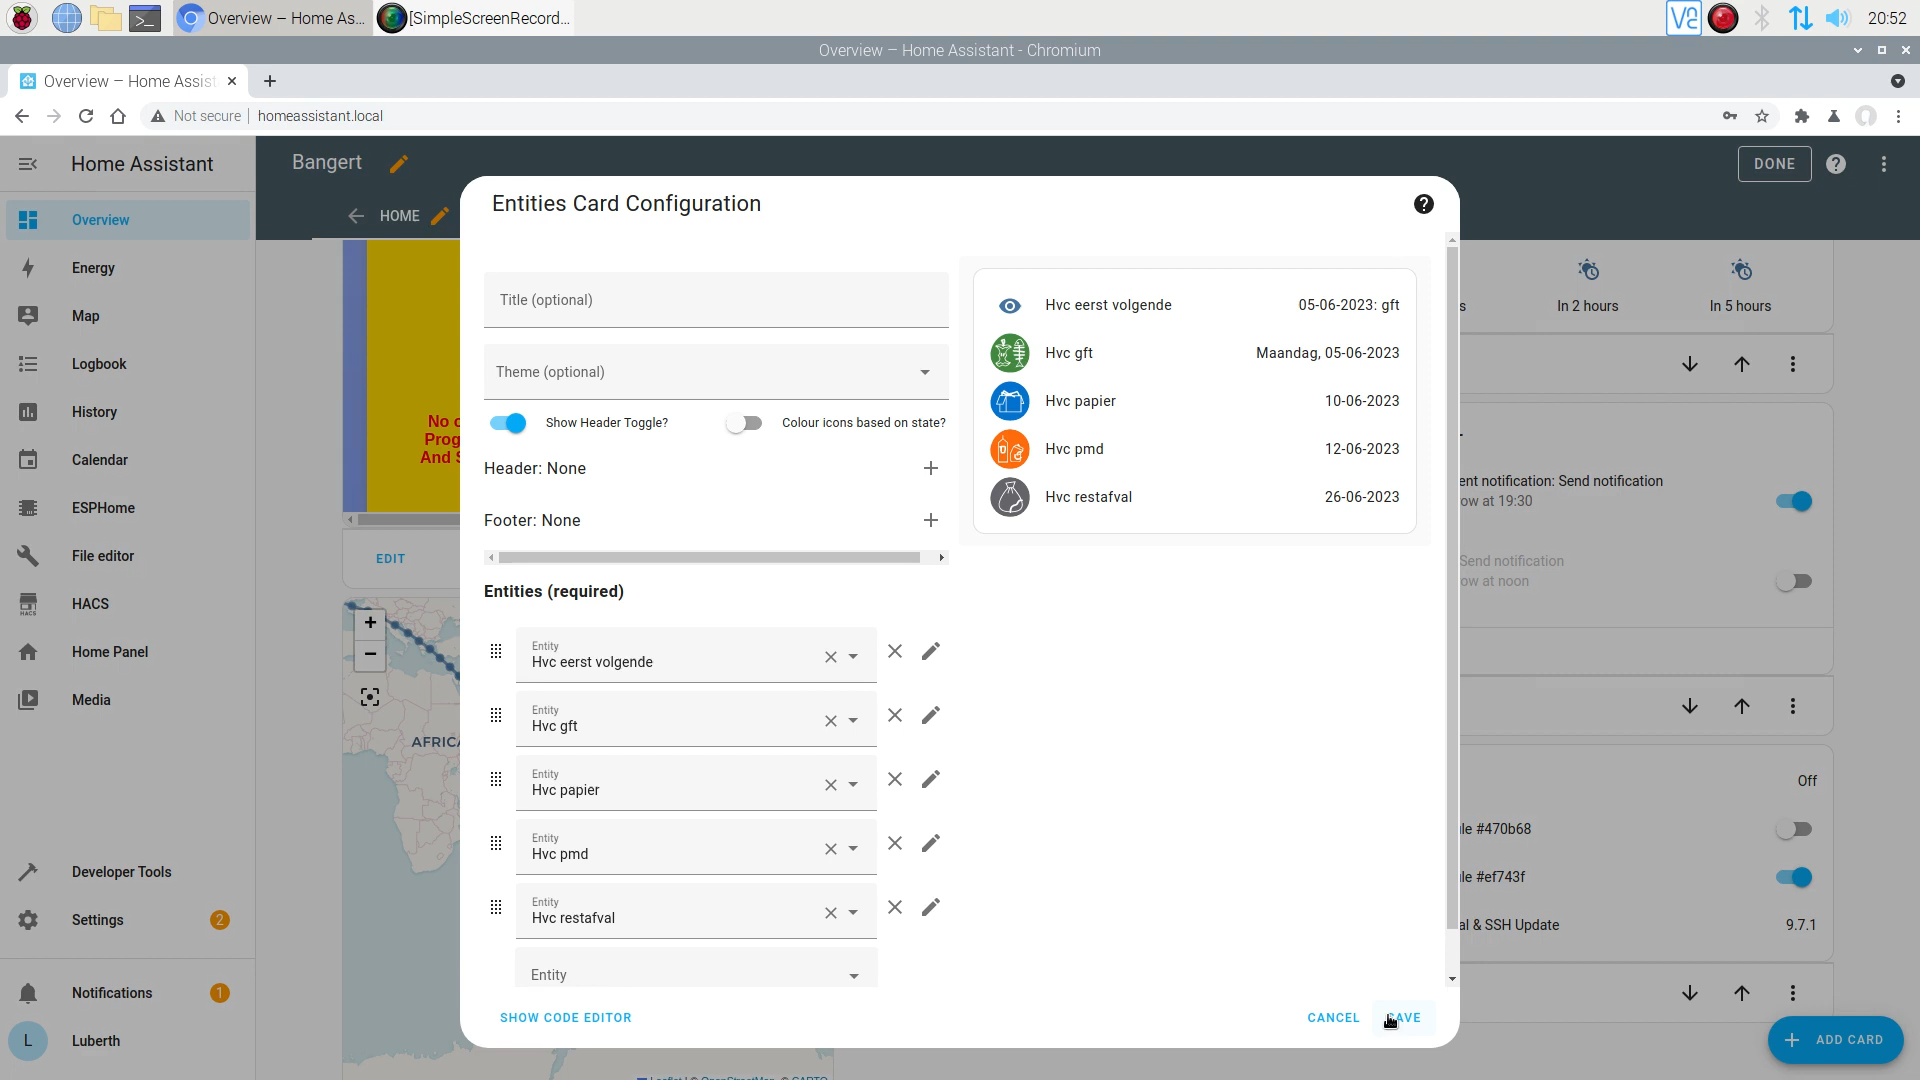 Overview – Home As...
[SimpleScreenRecord...
20:52
Overview – Home Assistant - Chromium
Overview – Home Assist
Not secure
homeassistant.local
Home Assistant
Bangert
DONE
HOME
Overview
Energy
Map
Logbook
History
Calendar
ESPHome
File editor
HACS
Home Panel
Media
Developer Tools
Settings
2
Notifications
1
L
Luberth
EDIT
+
−
Entities Card Configuration
Title (optional)
Theme (optional)
Show Header Toggle?
Colour icons based on state?
Header: None
Footer: None
Entities (required)
Entity
Hvc eerst volgende
Entity
Hvc gft
Entity
Hvc papier
Entity
Hvc pmd
Entity
Hvc restafval
Entity
SHOW CODE EDITOR
CANCEL
Hvc eerst volgende 05-06-2023: gft
Hvc gft Maandag, 05-06-2023
Hvc papier 10-06-2023
Hvc pmd 12-06-2023
Hvc restafval 26-06-2023
In 2 hours
In 5 hours
ent notification: Send notification
ow at 19:30
Send notification
ow at noon
Off
le #470b68
le #ef743f
al & SSH Update
9.7.1
ADD CARD